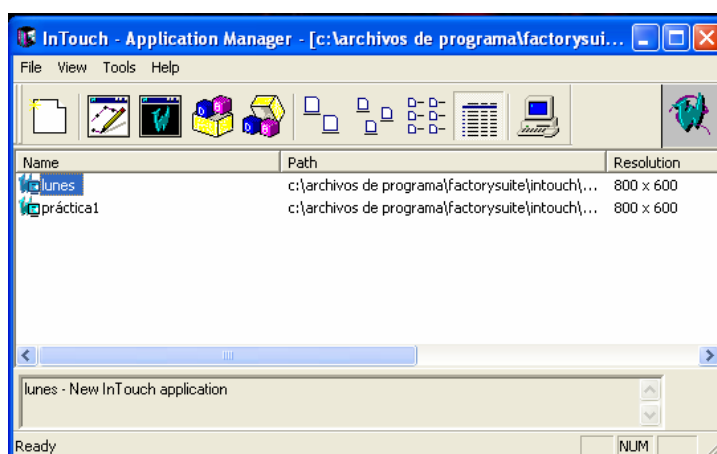 InTouch - Application Manager - [c:\archivos de programa\factorysui...
File View Tools Help
Name Path Resolution
lunes c:\archivos de programa\factorysuite\intouch\... 800 x 600
práctica1 c:\archivos de programa\factorysuite\intouch\... 800 x 600
lunes - New InTouch application
Ready NUM